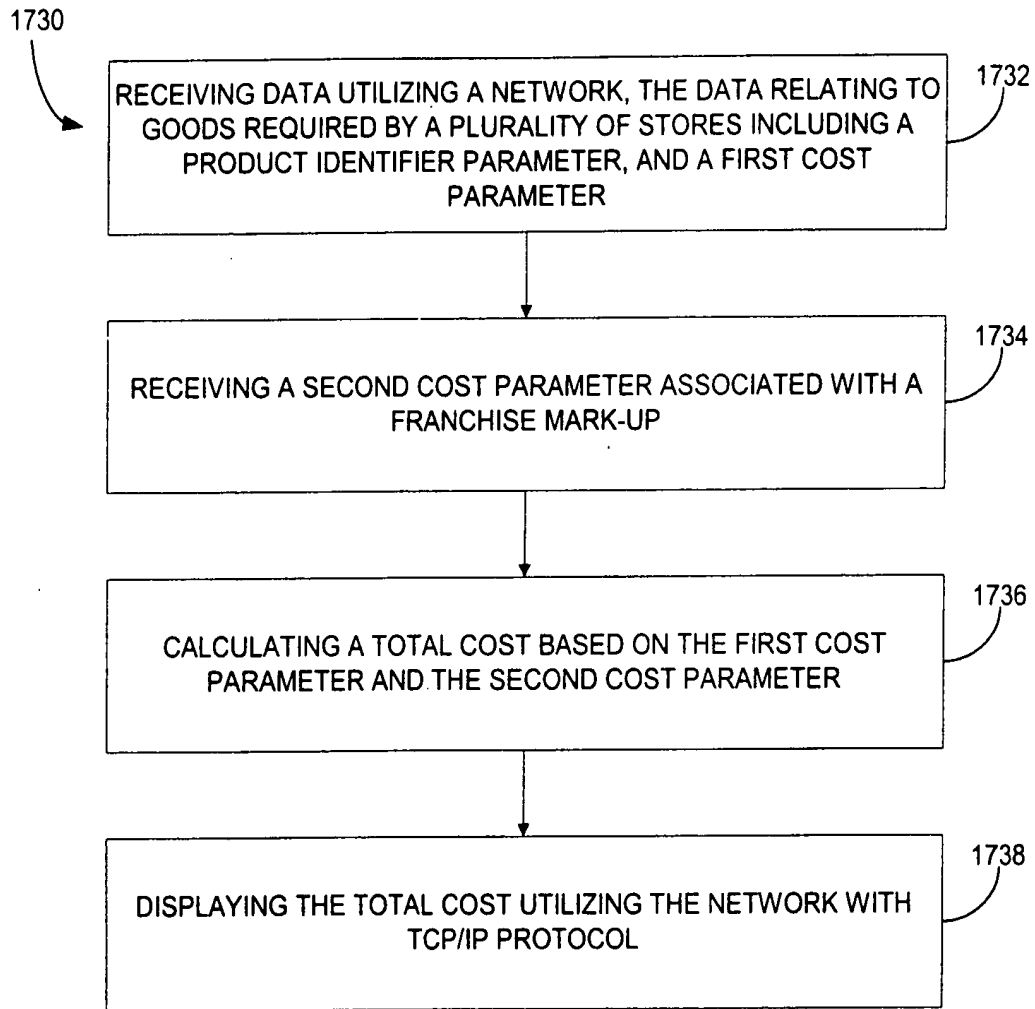 1730
1732
RECEIVING DATA UTILIZING A NETWORK, THE DATA RELATING TO
GOODS REQUIRED BY A PLURALITY OF STORES INCLUDING A
PRODUCT IDENTIFIER PARAMETER, AND A FIRST COST
PARAMETER
1734
RECEIVING A SECOND COST PARAMETER ASSOCIATED WITH A
FRANCHISE MARK-UP
1736
CALCULATING A TOTAL COST BASED ON THE FIRST COST
PARAMETER AND THE SECOND COST PARAMETER
1738
DISPLAYING THE TOTAL COST UTILIZING THE NETWORK WITH
TCP/IP PROTOCOL